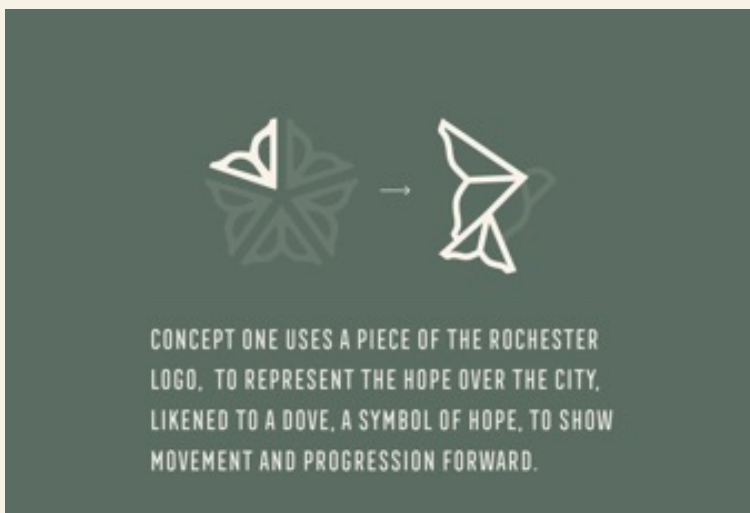 CONCEPT ONE USES A PIECE OF THE ROCHESTER
LOGO, TO REPRESENT THE HOPE OVER THE CITY,
LIKENED TO A DOVE, A SYMBOL OF HOPE, TO SHOW
MOVEMENT AND PROGRESSION FORWARD.